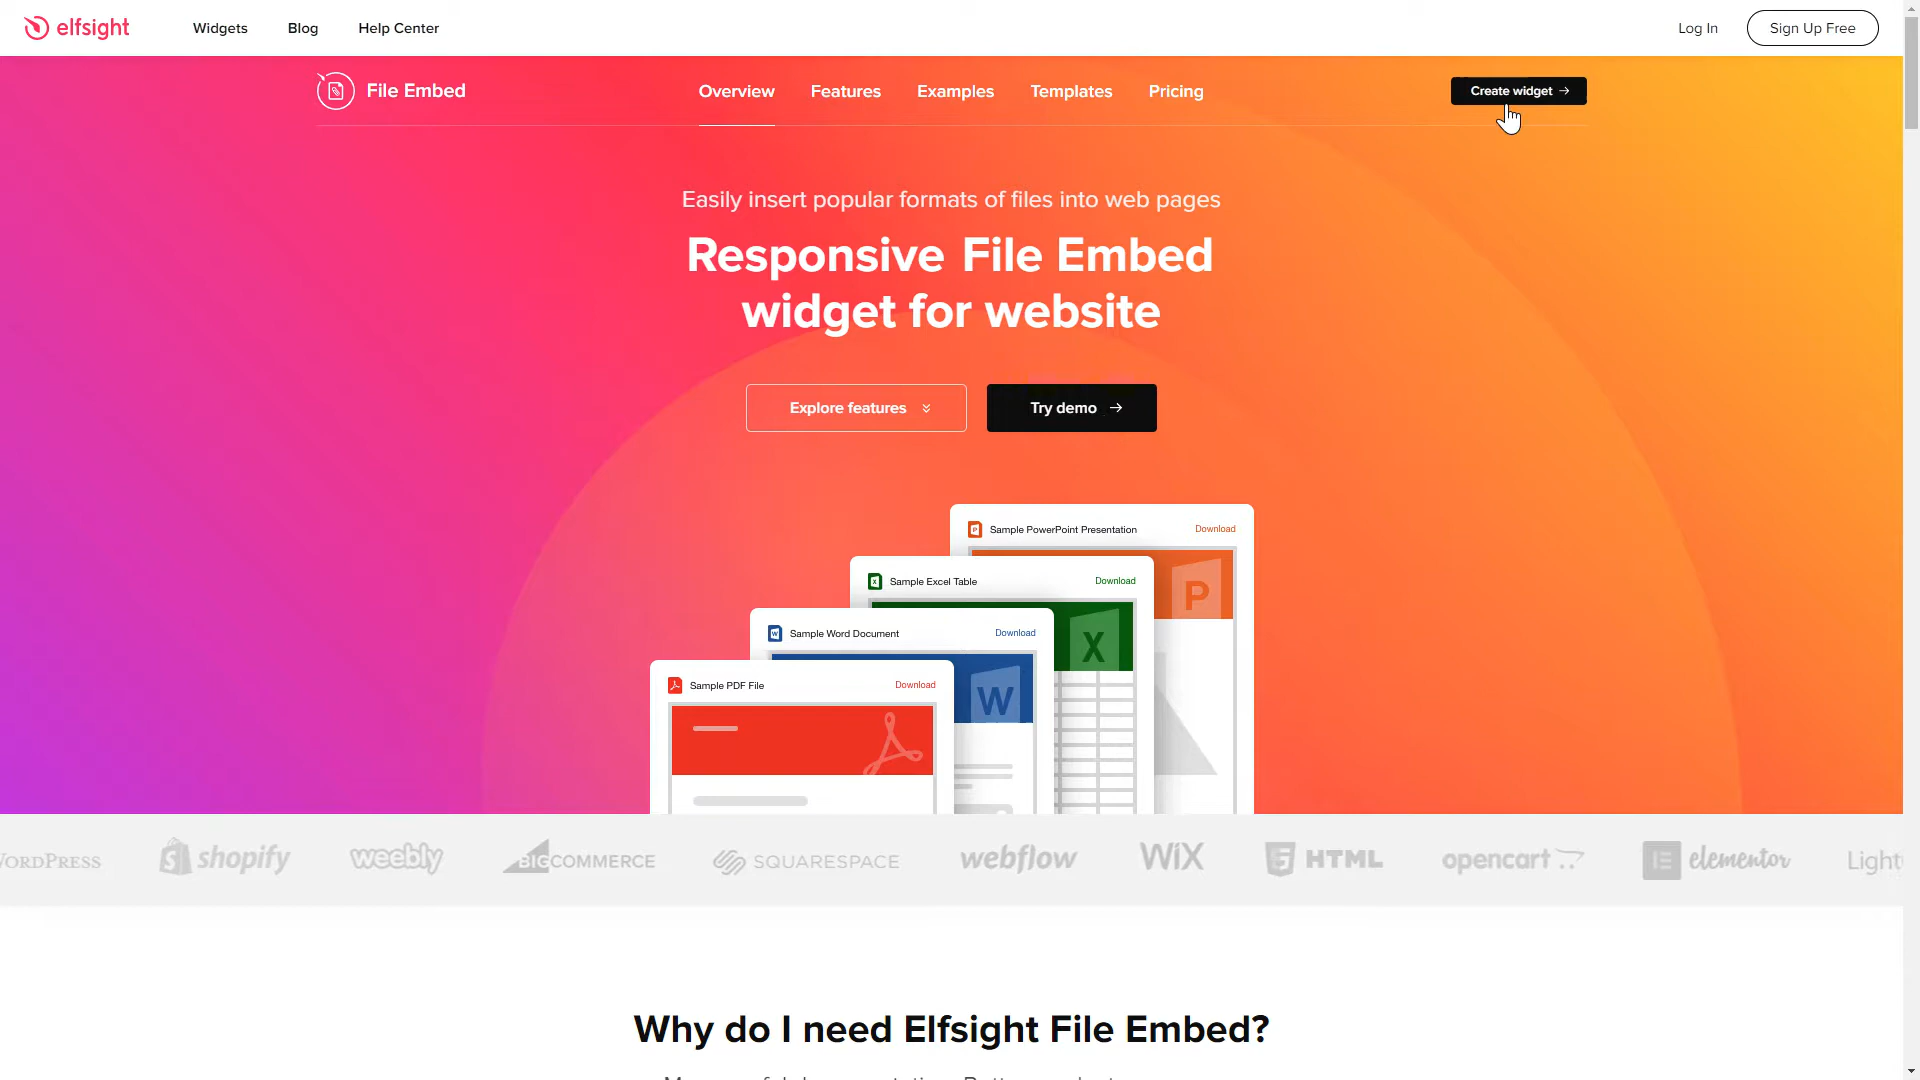 elfsight
Widgets
Blog
Help Center
Log In
Sign Up Free
File Embed
Overview
Features
Examples
Templates
Pricing
Create widget
Easily insert popular formats of files into web pages
Responsive File Embed
widget for website
Explore features
Try demo
P Sample PowerPoint Presentation Download
P
X Sample Excel Table Download
X
W Sample Word Document Download
W
Sample PDF File Download
WORDPRESS
shopify
weebly
BIGCOMMERCE
SQUARESPACE
webflow
WiX
5 HTML
opencart
elementor
Light
Why do I need Elfsight File Embed?